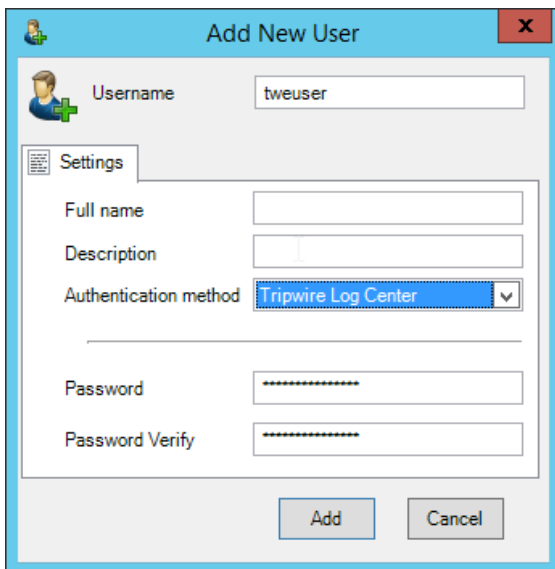 Add New User
x
Username tweuser
Settings
Full name
Description
Authentication method Tripwire Log Center
Password ***************
Password Verify ***************
Add Cancel